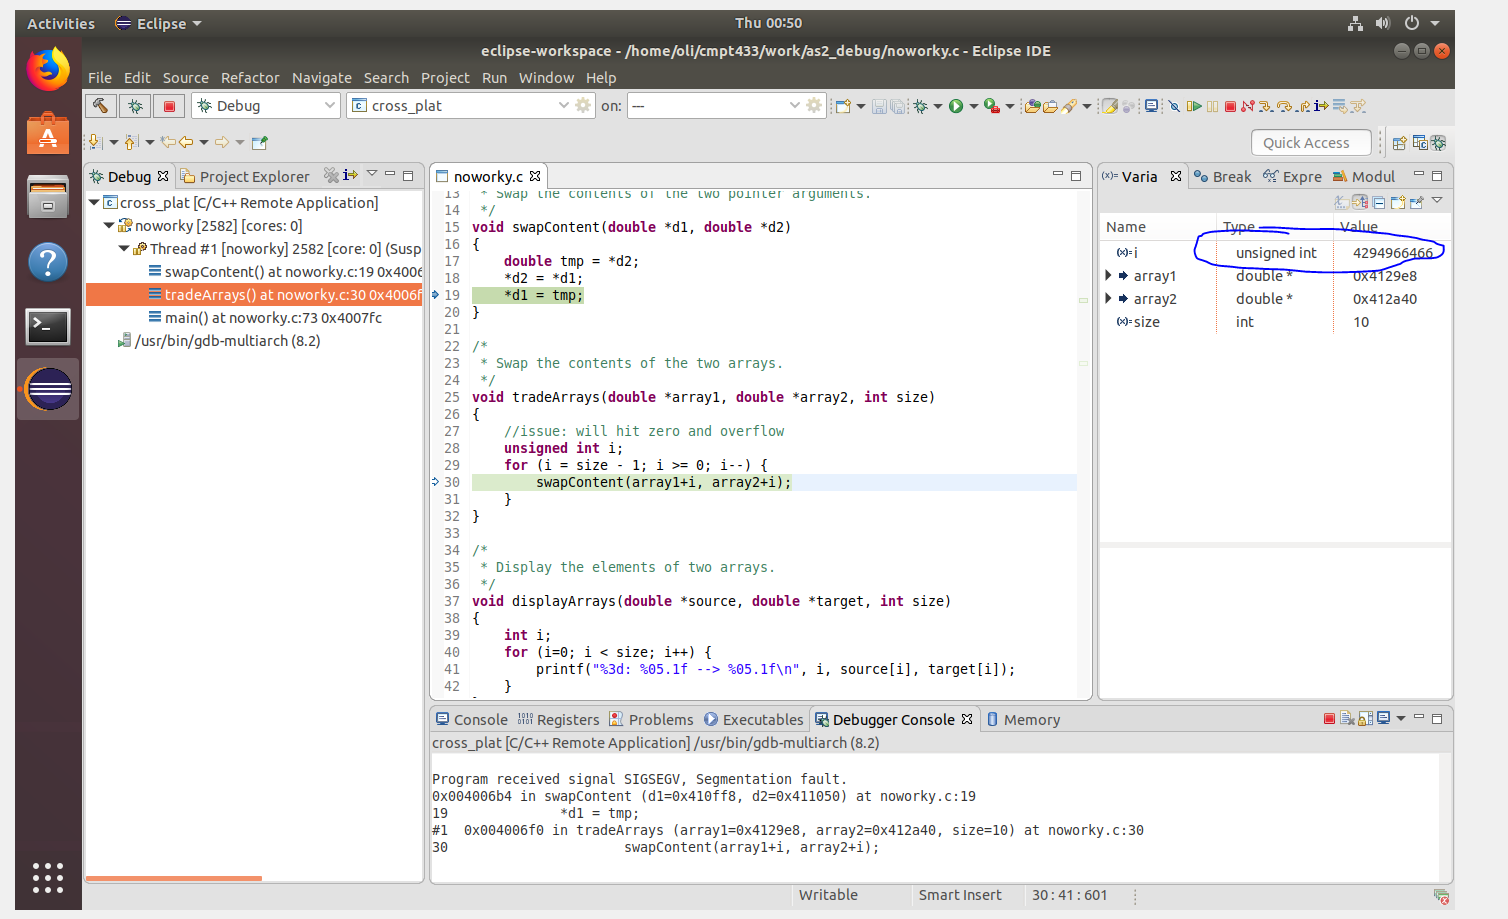 Activities Eclipse Thu 00:50
eclipse-workspace - /home/oli/cmpt433/work/as2_debug/noworky.c - Eclipse IDE
File Edit Source Refactor Navigate Search Project Run Window Help
Debug cross_plat on: ---
Quick Access
Debug Project Explorer
cross_plat [C/C++ Remote Application]
noworky [2582] [cores: 0]
Thread #1 [noworky] 2582 [core: 0] (Susp
swapContent() at noworky.c:19 0x4006
tradeArrays() at noworky.c:30 0x4006f
main() at noworky.c:73 0x4007fc
/usr/bin/gdb-multiarch (8.2)
noworky.c
13 * Swap the contents of the two pointer arguments.
14 */
15 void swapContent(double *d1, double *d2)
16 {
17 double tmp = *d2;
18 *d2 = *d1;
19 *d1 = tmp;
20 }
21
22 /*
23 * Swap the contents of the two arrays.
24 */
25 void tradeArrays(double *array1, double *array2, int size)
26 {
27 //issue: will hit zero and overflow
28 unsigned int i;
29 for (i = size - 1; i >= 0; i--) {
30 swapContent(array1+i, array2+i);
31 }
32 }
33
34 /*
35 * Display the elements of two arrays.
36 */
37 void displayArrays(double *source, double *target, int size)
38 {
39 int i;
40 for (i=0; i < size; i++) {
41 printf("%3d: %05.1f --> %05.1f\n", i, source[i], target[i]);
42 }
(x)= Varia Break Expre Modul
Name Type Value
(x)= i unsigned int 4294966466
array1 double * 0x4129e8
array2 double * 0x412a40
(x)= size int 10
Console Registers Problems Executables Debugger Console Memory
cross_plat [C/C++ Remote Application] /usr/bin/gdb-multiarch (8.2)
Program received signal SIGSEGV, Segmentation fault.
0x004006b4 in swapContent (d1=0x410ff8, d2=0x411050) at noworky.c:19
19 *d1 = tmp;
#1 0x004006f0 in tradeArrays (array1=0x4129e8, array2=0x412a40, size=10) at noworky.c:30
30 swapContent(array1+i, array2+i);
Writable Smart Insert 30 : 41 : 601